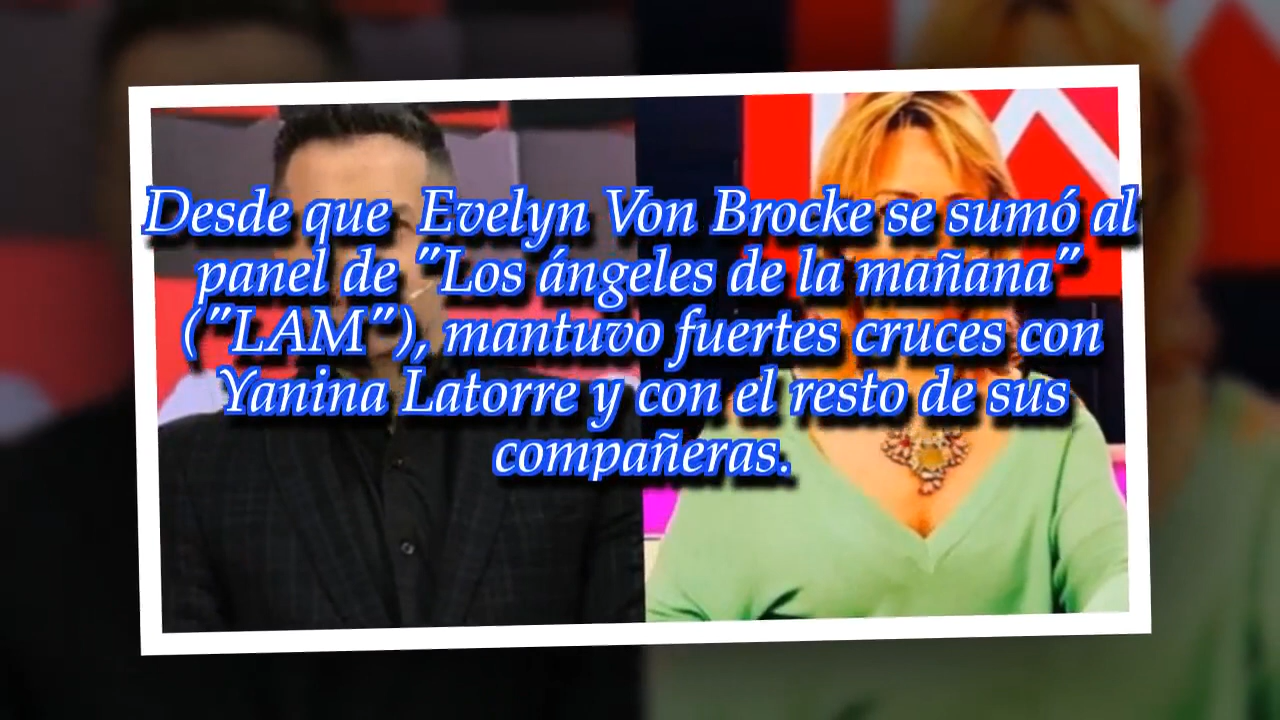 Desde que  Evelyn Von Brocke se sumó al
panel de "Los ángeles de la mañana"
("LAM"), mantuvo fuertes cruces con
Yanina Latorre y con el resto de sus
compañeras.